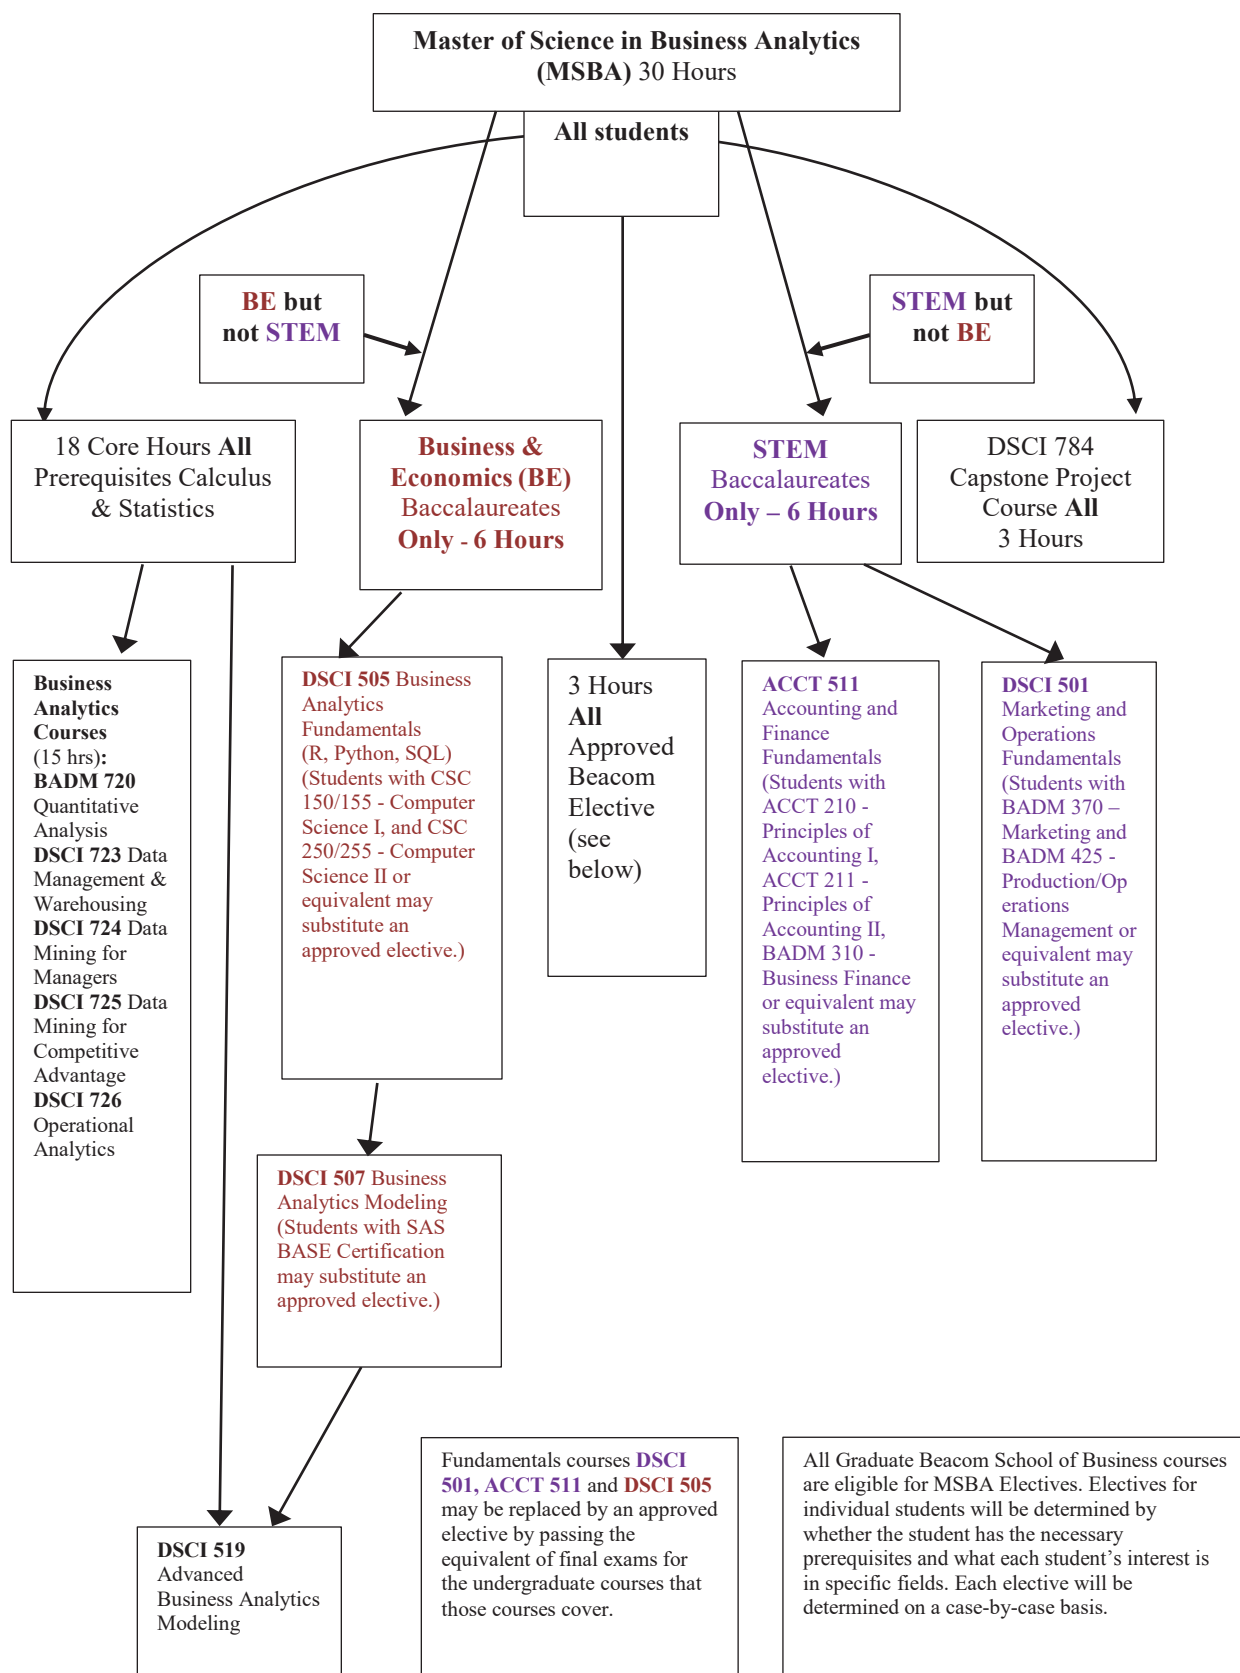 Master of Science in Business Analytics
(MSBA) 30 Hours
All students
BE but
not STEM
STEM but
not BE
18 Core Hours All
Prerequisites Calculus
& Statistics
Business &
Economics (BE)
Baccalaureates
Only - 6 Hours
STEM
Baccalaureates
Only – 6 Hours
DSCI 784
Capstone Project
Course All
3 Hours
Business
Analytics
Courses
(15 hrs):
BADM 720
Quantitative
Analysis
DSCI 723 Data
Management &
Warehousing
DSCI 724 Data
Mining for
Managers
DSCI 725 Data
Mining for
Competitive
Advantage
DSCI 726
Operational
Analytics
DSCI 505 Business
Analytics
Fundamentals
(R, Python, SQL)
(Students with CSC
150/155 - Computer
Science I, and CSC
250/255 - Computer
Science II or
equivalent may
substitute an
approved elective.)
3 Hours
All
Approved
Beacom
Elective
(see
below)
ACCT 511
Accounting and
Finance
Fundamentals
(Students with
ACCT 210 -
Principles of
Accounting I,
ACCT 211 -
Principles of
Accounting II,
BADM 310 -
Business Finance
or equivalent may
substitute an
approved
elective.)
DSCI 501
Marketing and
Operations
Fundamentals
(Students with
BADM 370 –
Marketing and
BADM 425 -
Production/Op
erations
Management or
equivalent may
substitute an
approved
elective.)
DSCI 507 Business
Analytics Modeling
(Students with SAS
BASE Certification
may substitute an
approved elective.)
DSCI 519
Advanced
Business Analytics
Modeling
Fundamentals courses DSCI
501, ACCT 511 and DSCI 505
may be replaced by an approved
elective by passing the
equivalent of final exams for
the undergraduate courses that
those courses cover.
All Graduate Beacom School of Business courses
are eligible for MSBA Electives. Electives for
individual students will be determined by
whether the student has the necessary
prerequisites and what each student’s interest is
in specific fields. Each elective will be
determined on a case-by-case basis.